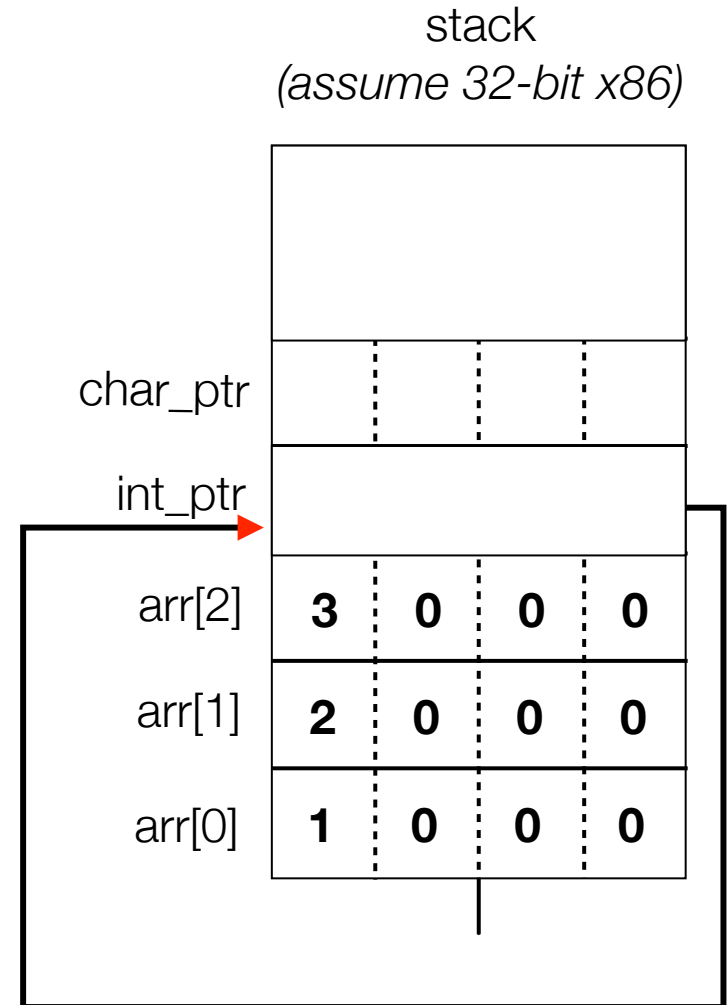 stack
(assume 32-bit x86)
char_ptr
int_ptr
arr[2] 3 0 0 0
arr[1] 2 0 0 0
arr[0] 1 0 0 0